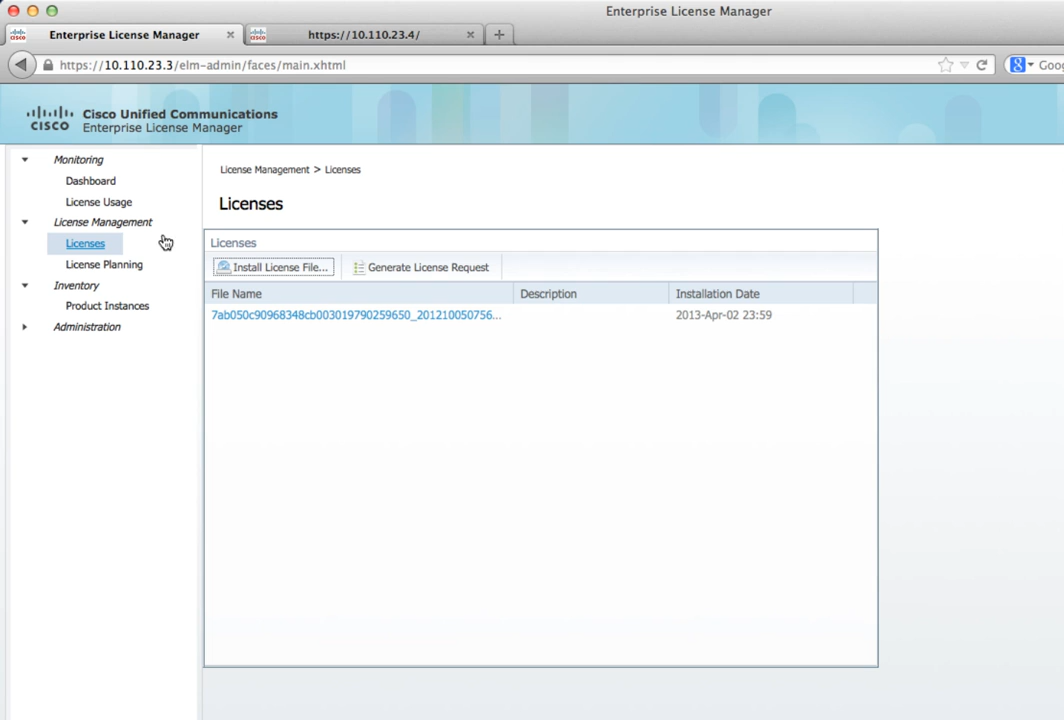 Enterprise License Manager
Enterprise License Manager
https://10.110.23.4/
https://10.110.23.3/elm-admin/faces/main.xhtml
Goog
CISCO
Cisco Unified Communications
Enterprise License Manager
Monitoring
Dashboard
License Usage
License Management
Licenses
License Planning
Inventory
Product Instances
Administration
License Management > Licenses
Licenses
Licenses
Install License File...
Generate License Request
File Name
Description
Installation Date
7ab050c90968348cb003019790259650_201210050756...
2013-Apr-02 23:59